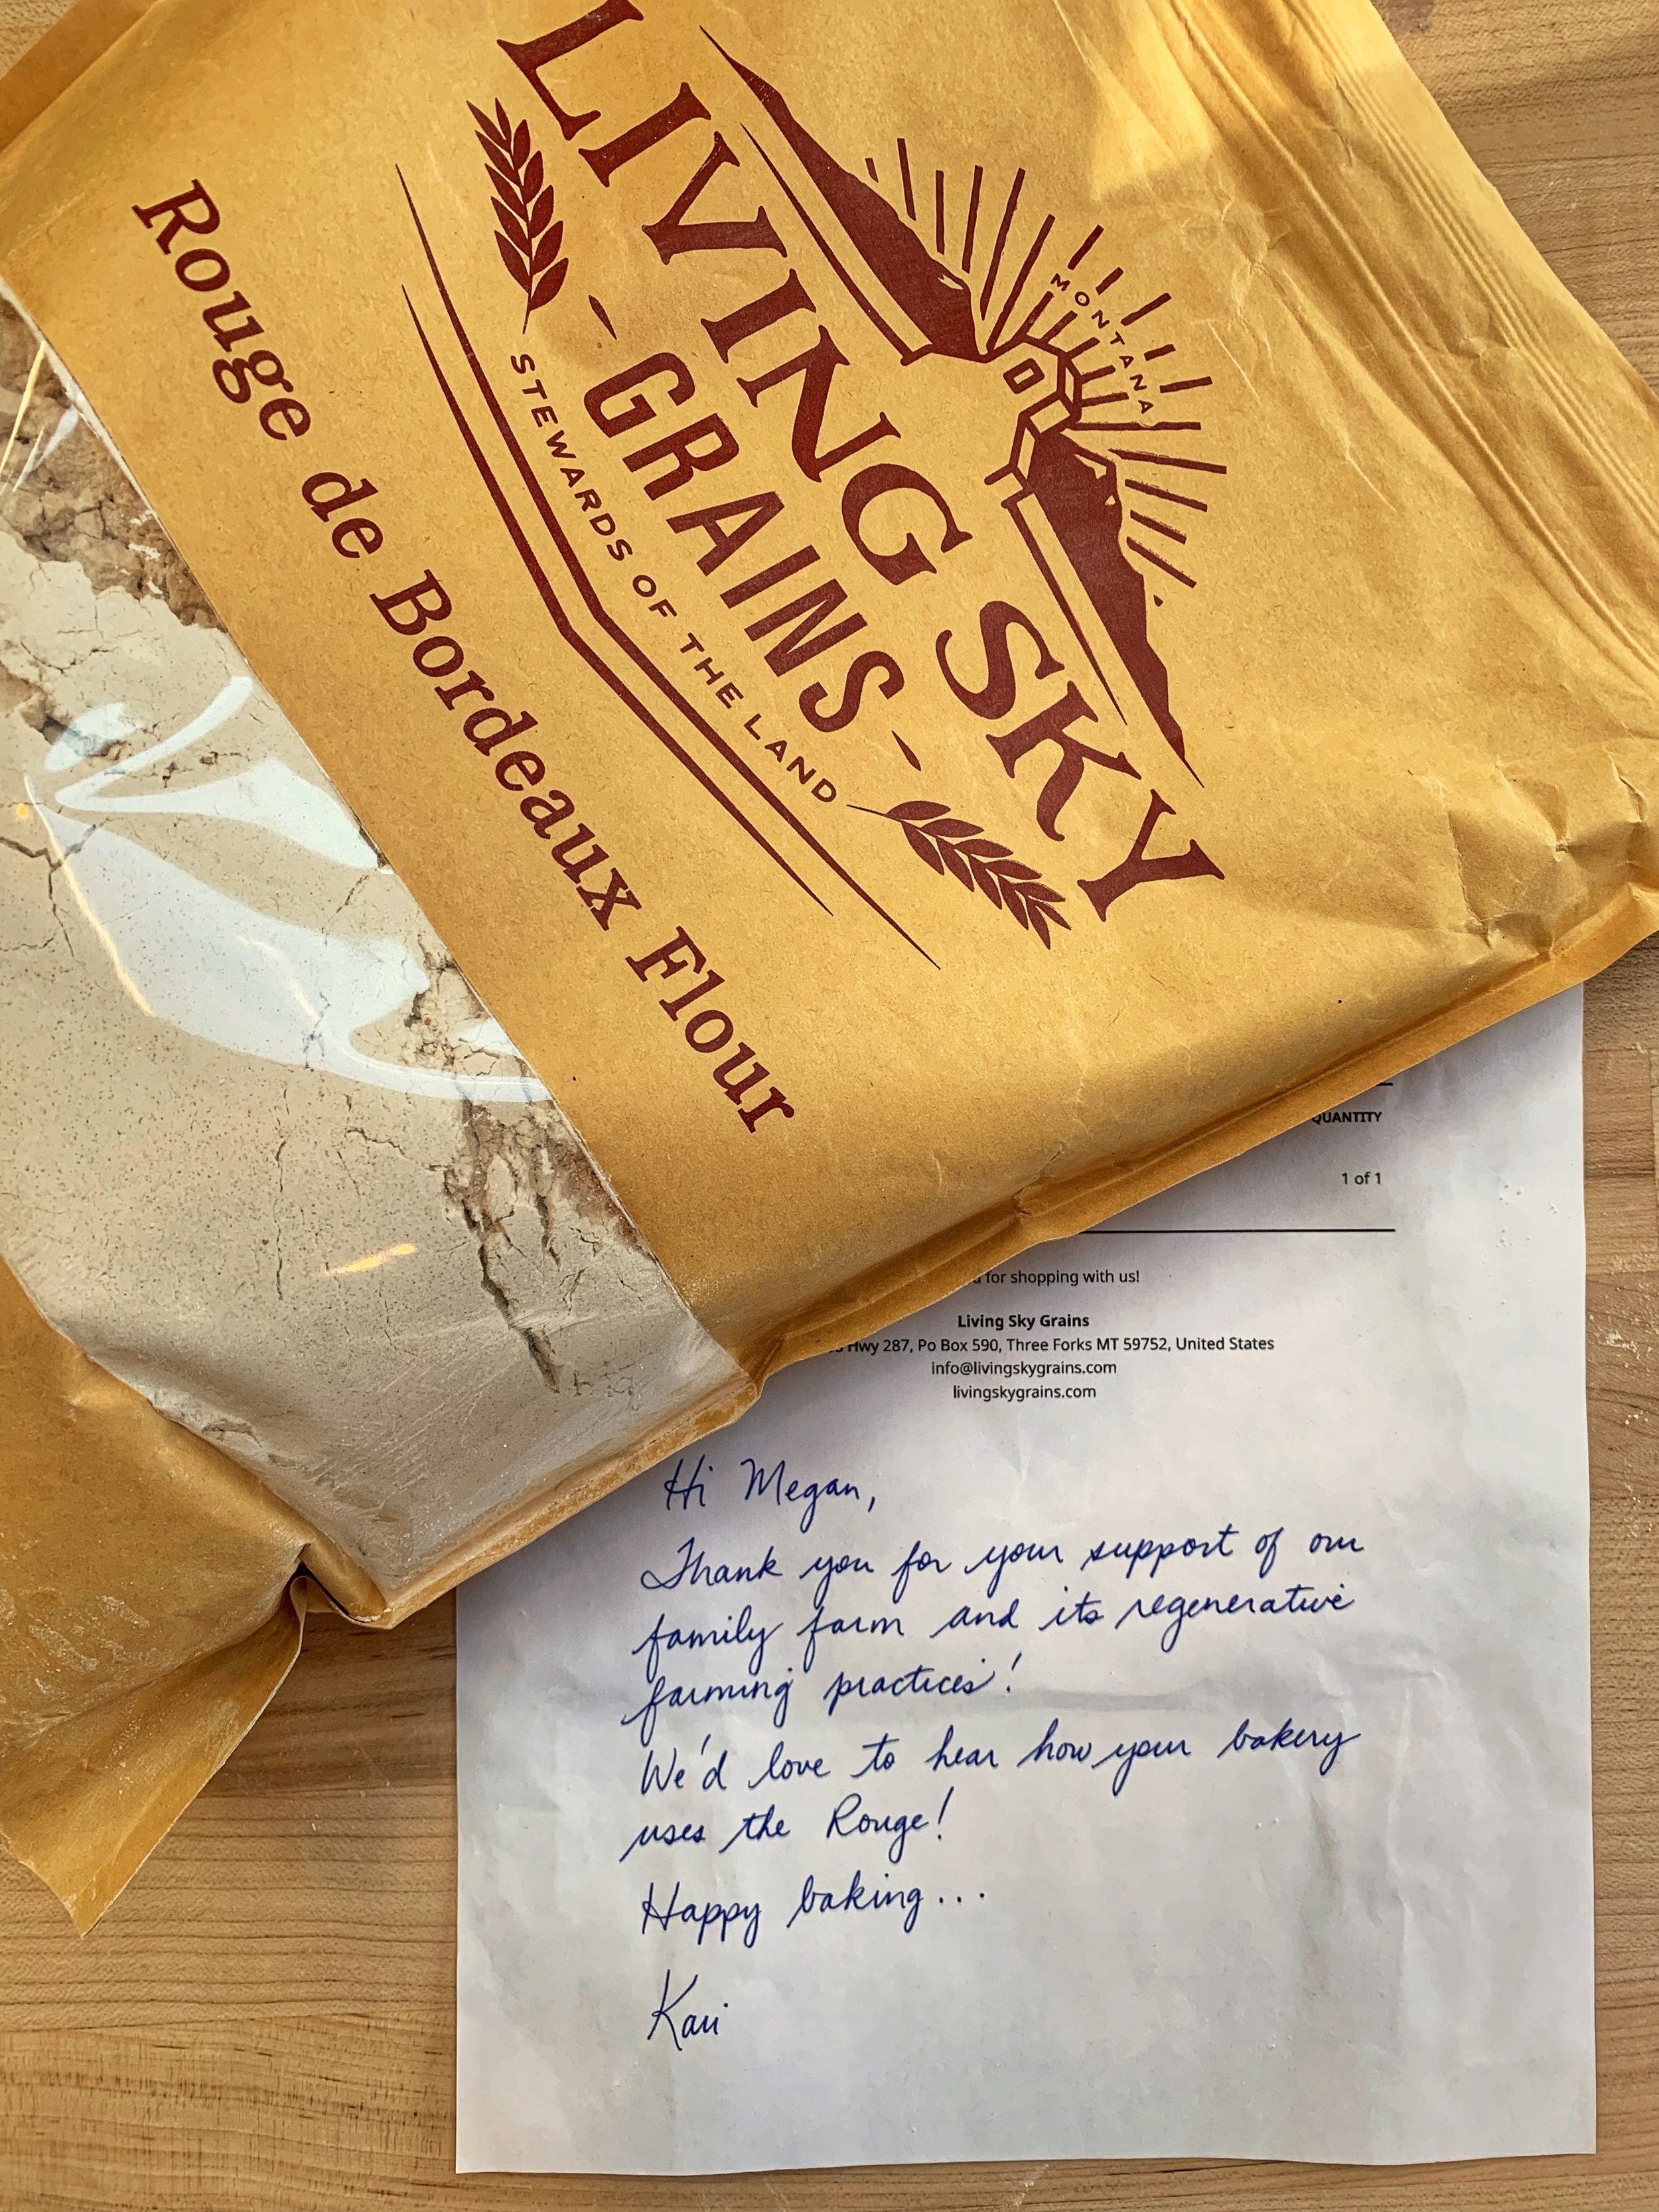 MONTANA
LIVING SKY
- GRAINS -
STEWARDS OF THE LAND
Rouge de Bordeaux Flour
QUANTITY
1 of 1
for shopping with us!
Living Sky Grains
Hwy 287, Po Box 590, Three Forks MT 59752, United States
info@livingskygrains.com
livingskygrains.com
Hi Megan,
Thank you for your support of our
family farm and its regenerative
farming practices!
We'd love to hear how your bakery
uses the Rouge!
Happy baking...
Kari